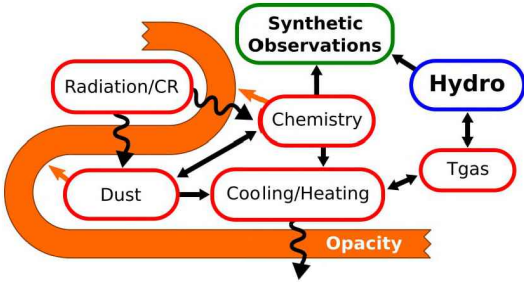 Synthetic
Observations
Radiation/CR
Hydro
Chemistry
Tgas
Dust
Cooling/Heating
Opacity